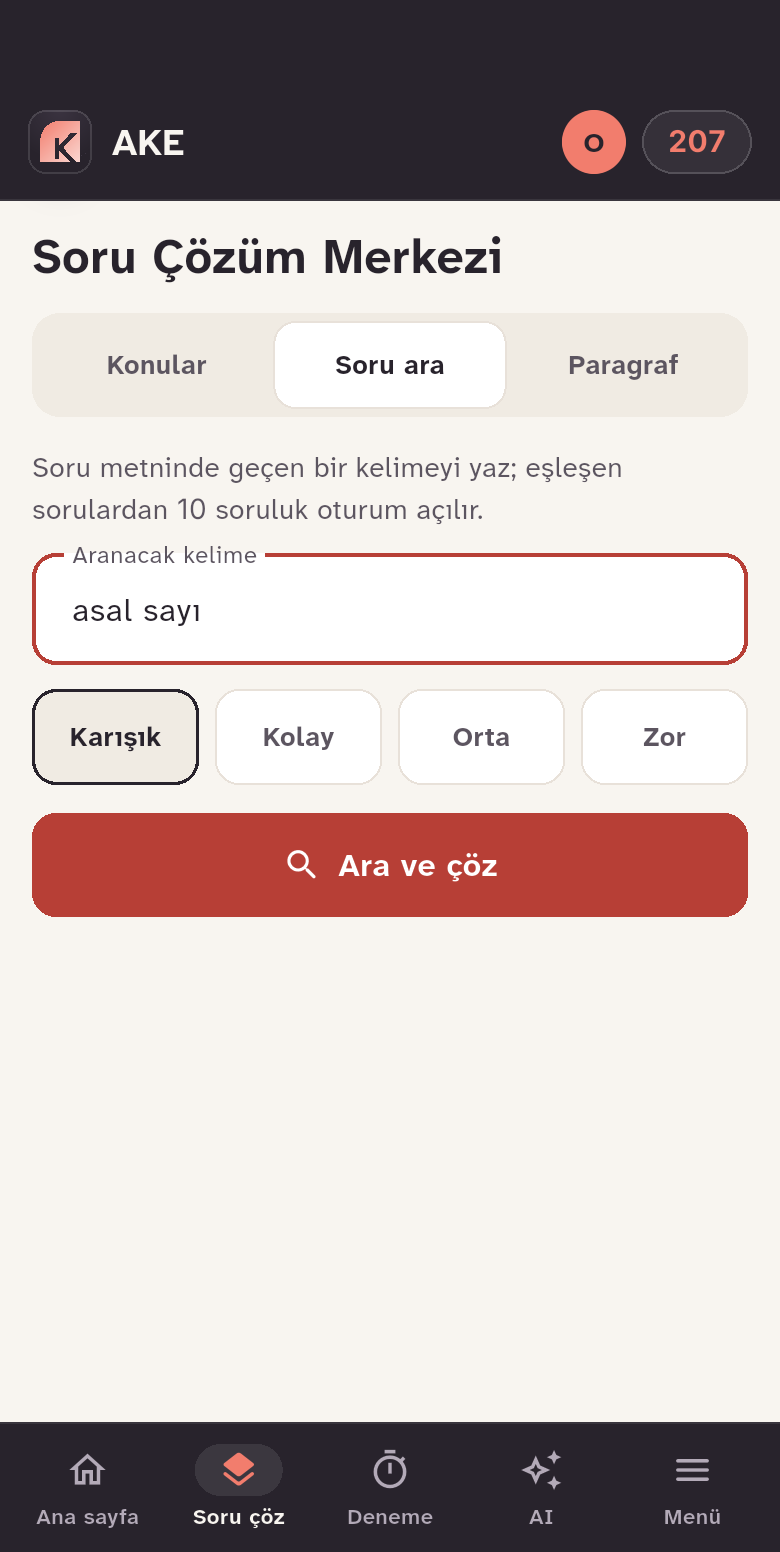 K
AKE
O
207
Soru Çözüm Merkezi
Konular
Soru ara
Paragraf
Soru metninde geçen bir kelimeyi yaz; eşleşen
sorulardan 10 soruluk oturum açılır.
Aranacak kelime
asal sayı
Karışık
Kolay
Orta
Zor
Ara ve çöz
Ana sayfa
Soru çöz
Deneme
AI
Menü